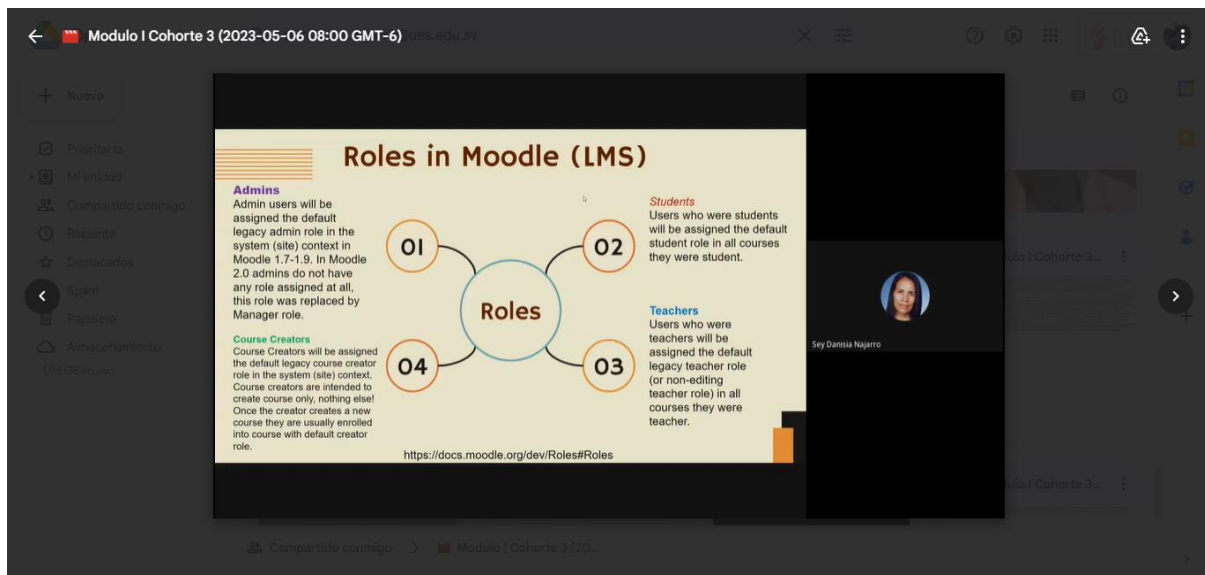 Modulo I Cohorte 3 (2023-05-06 08:00 GMT-6)
ues.edu.sv
Nuevo
Prioritario
Mi unidad
Compartido conmigo
Reciente
Destacados
Spam
Papelera
Almacenamiento
Roles in Moodle (LMS)
Admins
Admin users will be
assigned the default
legacy admin role in the
system (site) context in
Moodle 1.7-1.9. In Moodle
2.0 admins do not have
any role assigned at all,
this role was replaced by
Manager role.
01
02
Students
Users who were students
will be assigned the default
student role in all courses
they were student.
Roles
Teachers
Users who were
teachers will be
assigned the default
legacy teacher role
(or non-editing
teacher role) in all
courses they were
teacher.
03
04
Course Creators
Course Creators will be assigned
the default legacy course creator
role in the system (site) context.
Course creators are intended to
create course only, nothing else!
Once the creator creates a new
course they are usually enrolled
into course with default creator
role.
https://docs.moodle.org/dev/Roles#Roles
Sey Danisia Najarro
ulo I Cohorte 3...
ulo I Cohorte 3...
Compartido conmigo
Modulo I Cohorte 3 (20...